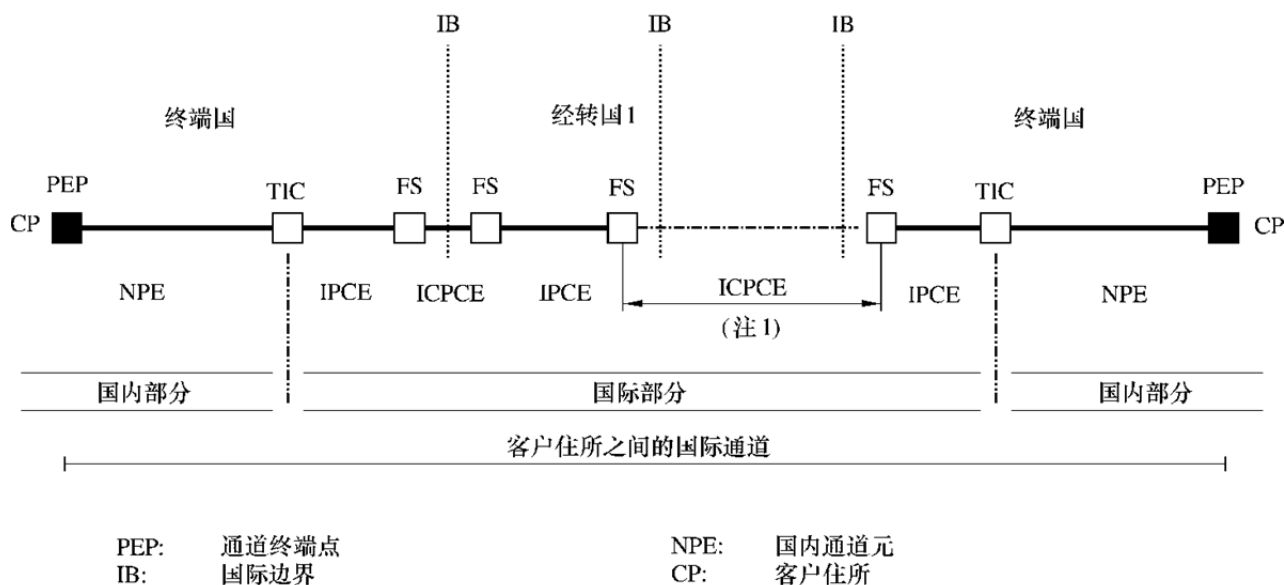 IB IB IB
终端国 经转国1 终端国
PEP TIC FS FS FS FS TIC PEP
CP CP
NPE IPCE ICPCE IPCE ICPCE IPCE NPE
(注1)
国内部分 国际部分 国内部分
客户住所之间的国际通道
PEP: 通道终端点 NPE: 国内通道元
IB: 国际边界 CP: 客户住所